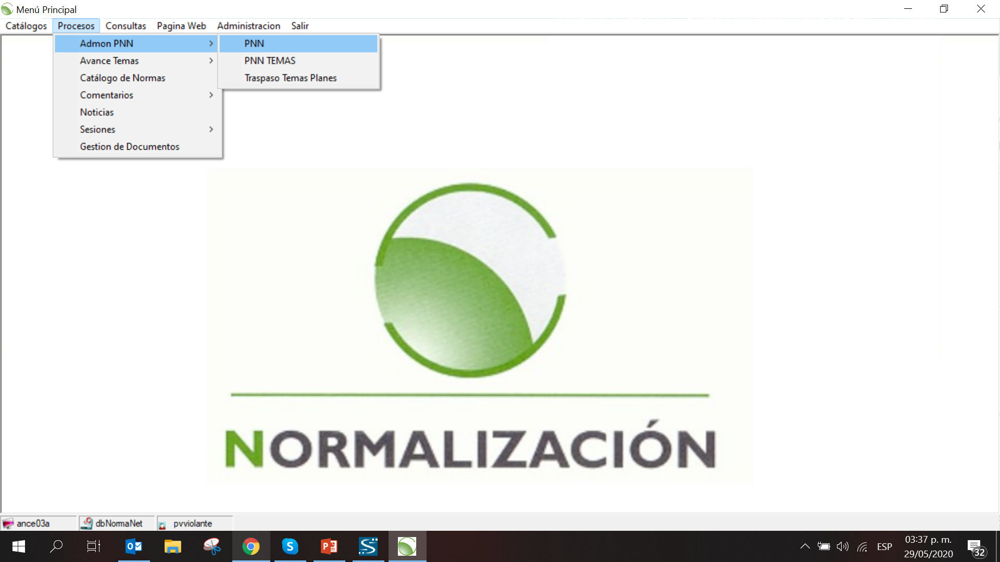 Menú Principal
Catálogos Procesos Consultas Pagina Web Administracion Salir
Admon PNN
Avance Temas
Catálogo de Normas
Comentarios
Noticias
Sesiones
Gestion de Documentos
PNN
PNN TEMAS
Traspaso Temas Planes
NORMALIZACIÓN
ance03a dbNormaNet pvviolante
ESP
03:37 p. m.
29/05/2020
32